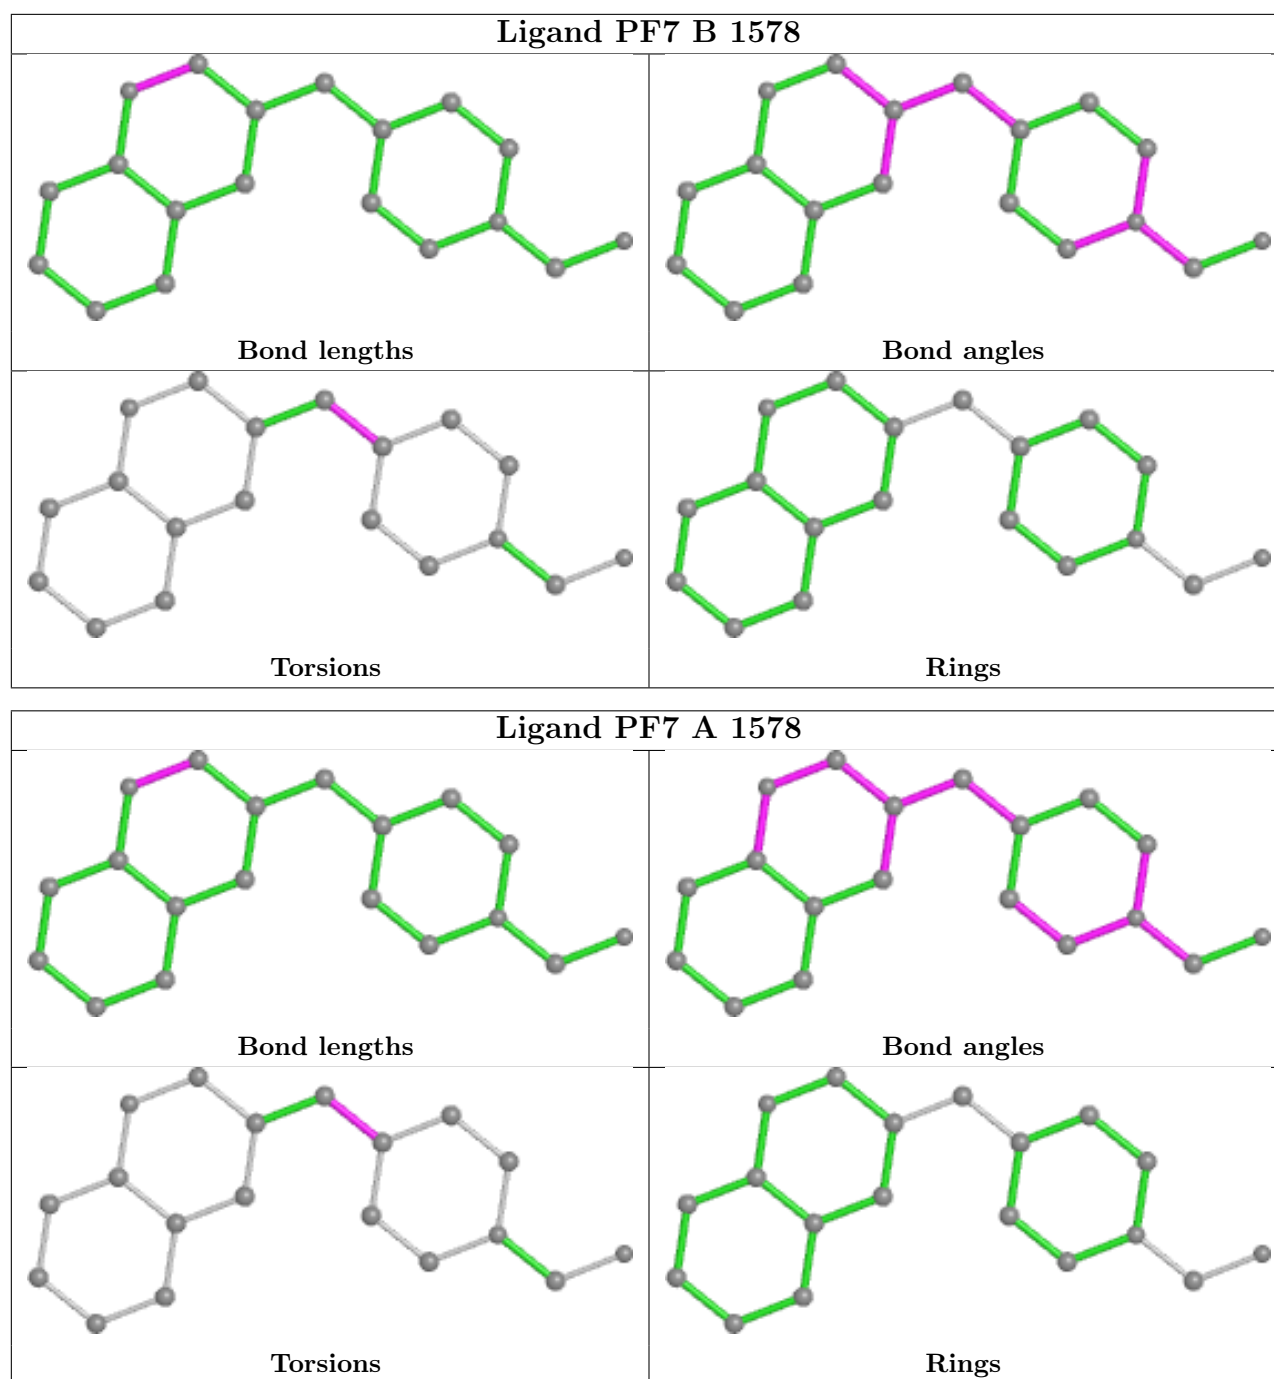 Ligand PF7 B 1578
Bond lengths
Bond angles
Torsions
Rings
Ligand PF7 A 1578
Bond lengths
Bond angles
Torsions
Rings